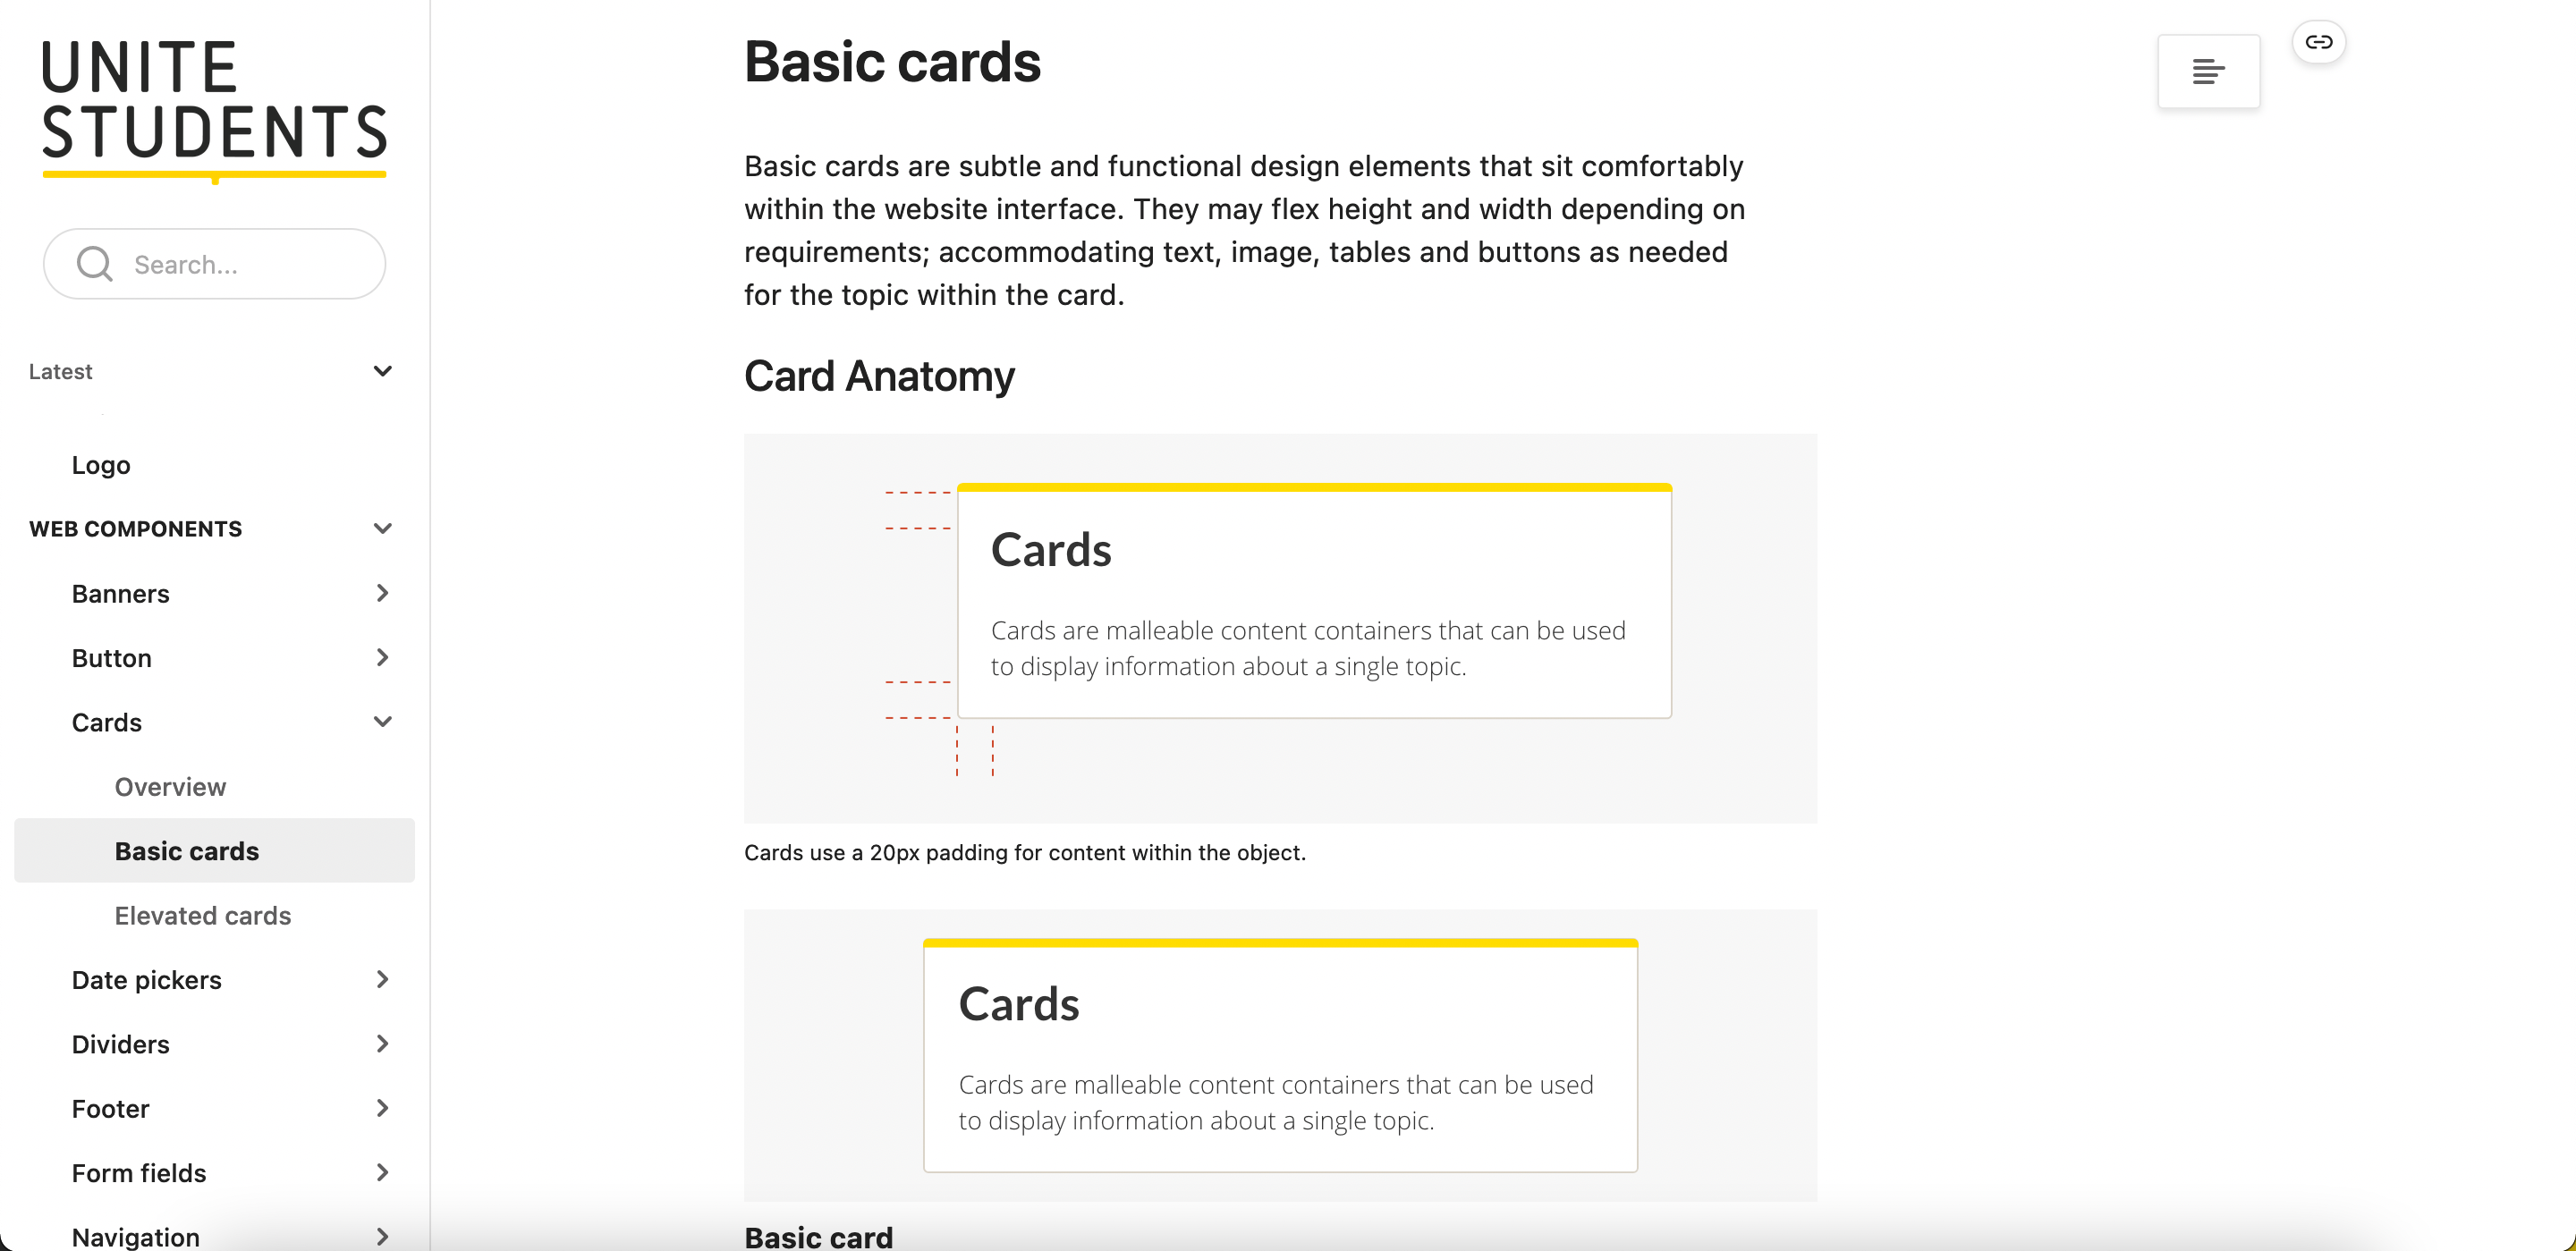 UNITE
STUDENTS
Search...
Latest
Logo
WEB COMPONENTS
Banners
Button
Cards
Overview
Basic cards
Elevated cards
Date pickers
Dividers
Footer
Form fields
Navigation
Basic cards
Basic cards are subtle and functional design elements that sit comfortably
within the website interface. They may flex height and width depending on
requirements; accommodating text, image, tables and buttons as needed
for the topic within the card.
Card Anatomy
Cards
Cards are malleable content containers that can be used
to display information about a single topic.
Cards use a 20px padding for content within the object.
Cards
Cards are malleable content containers that can be used
to display information about a single topic.
Basic card